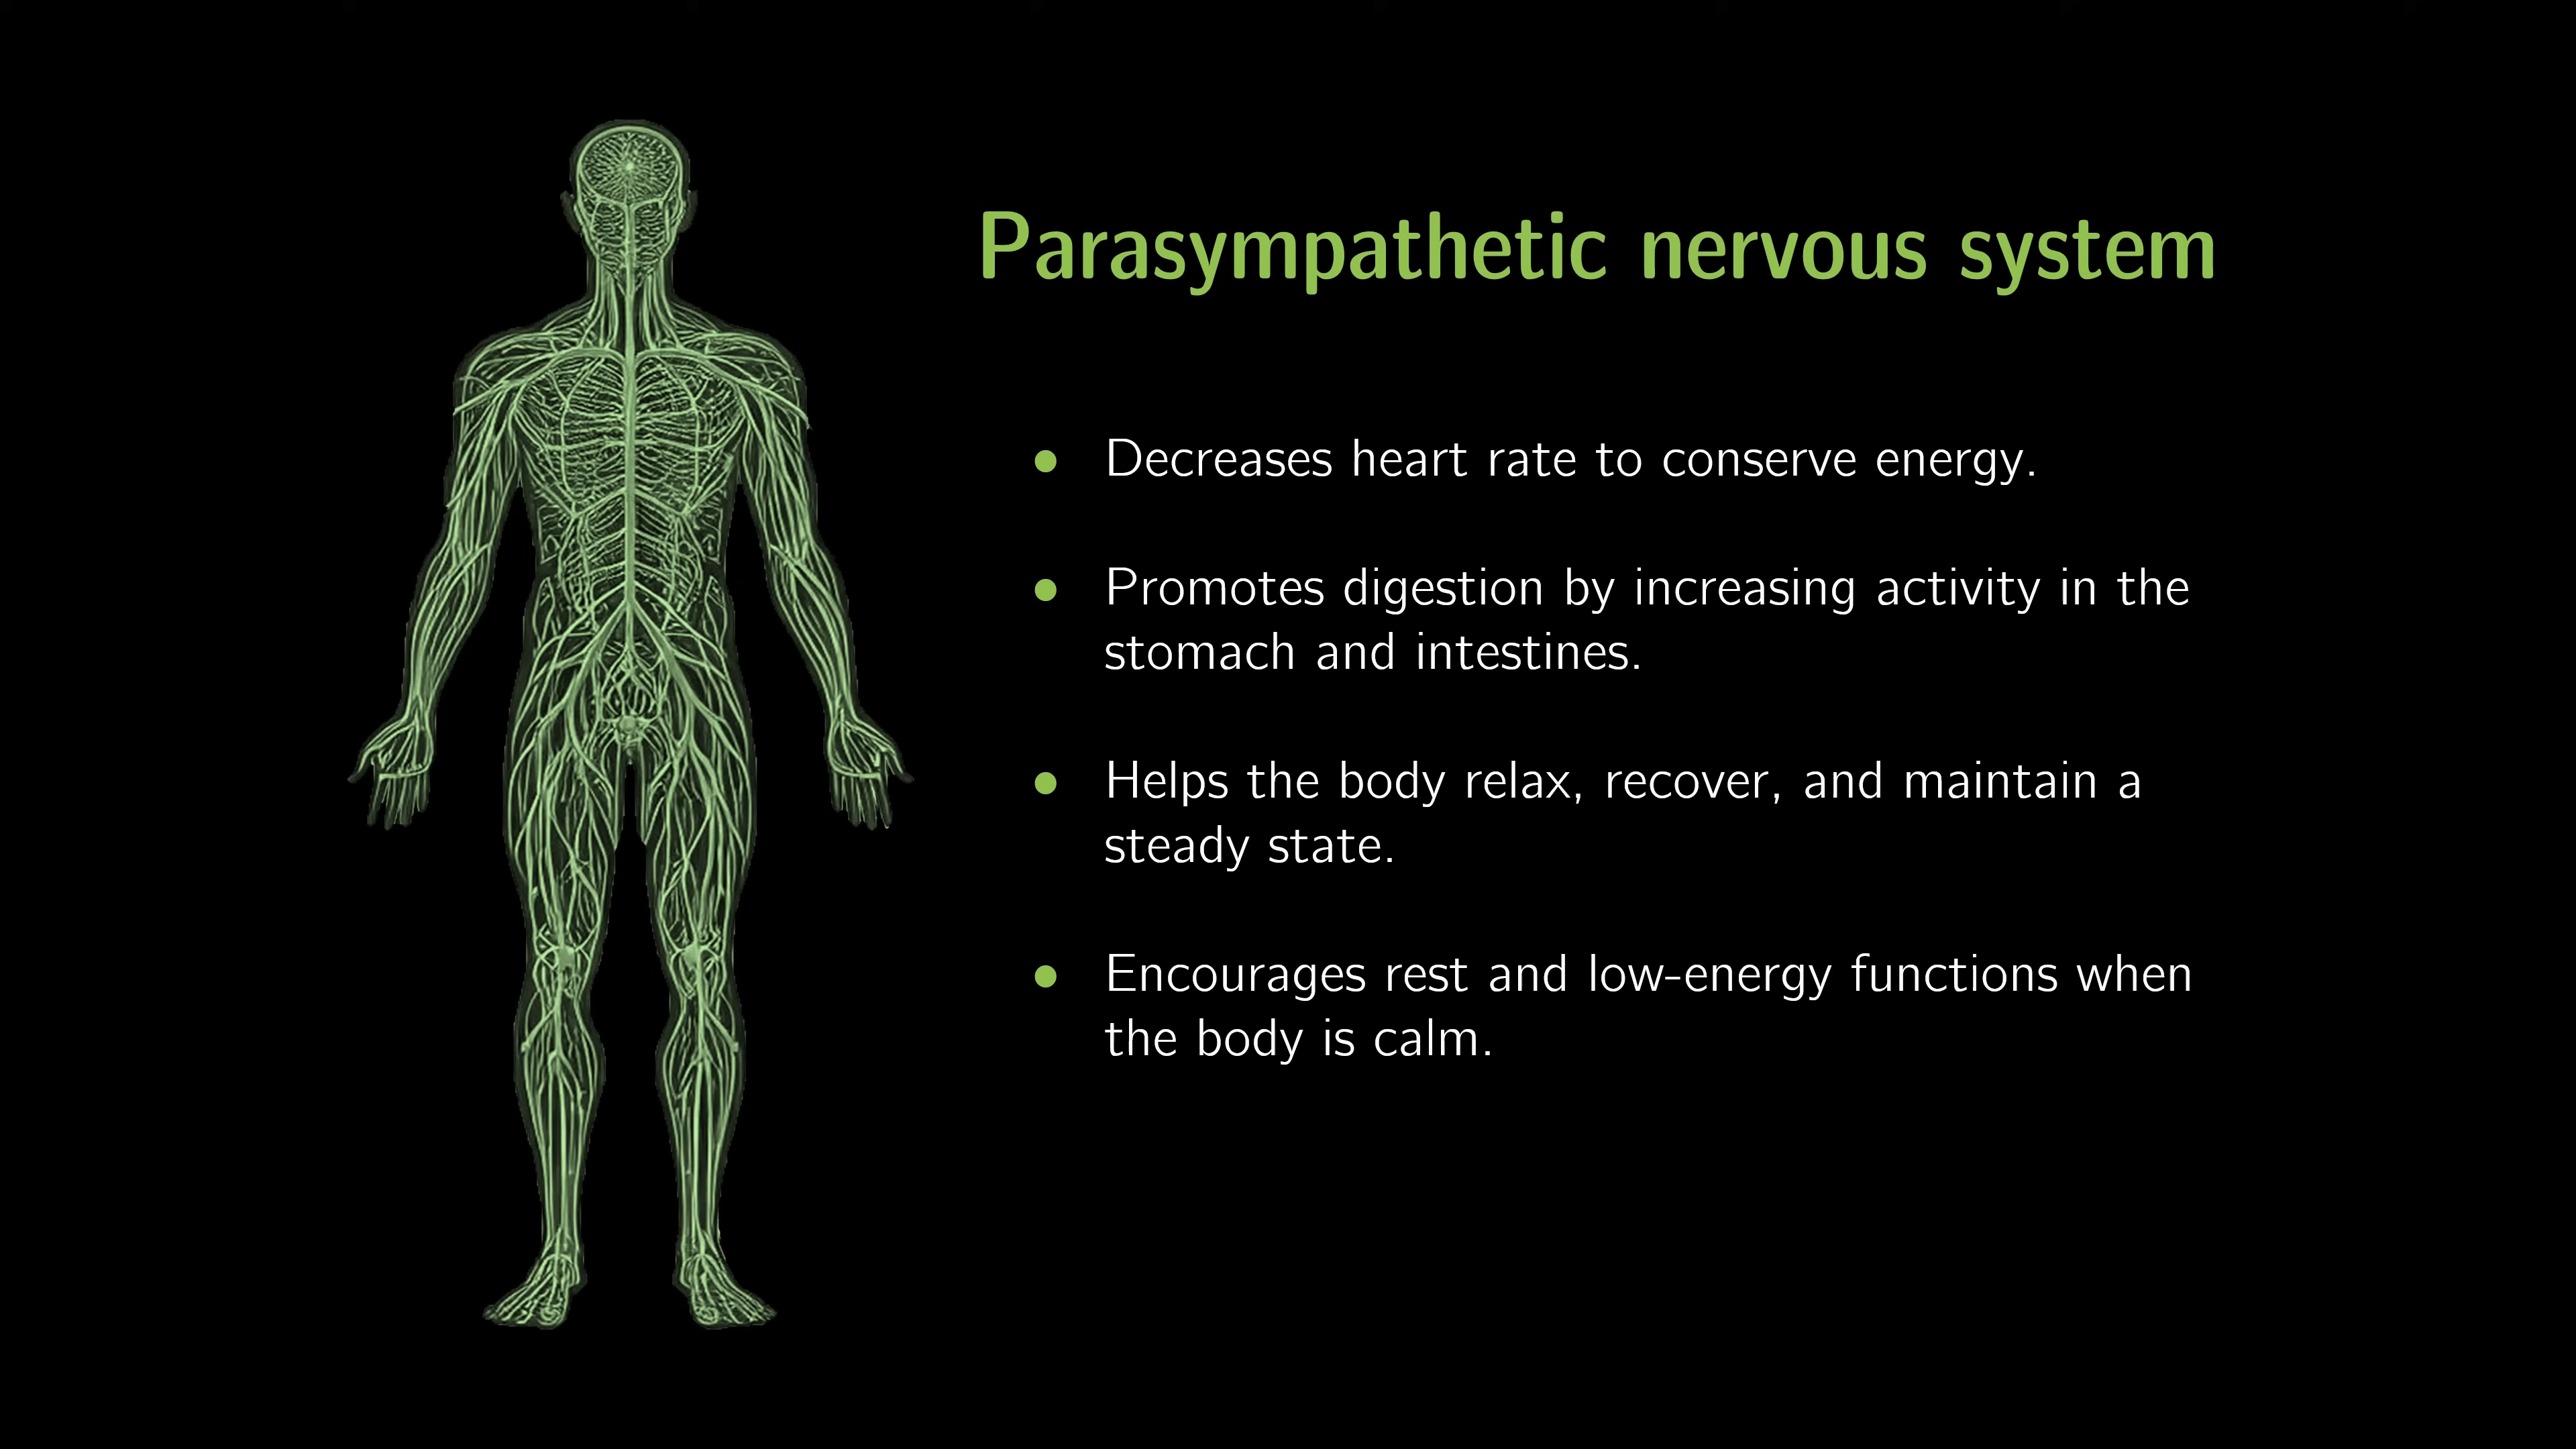 Parasympathetic nervous system
• Decreases heart rate to conserve energy.
• Promotes digestion by increasing activity in the
stomach and intestines.
• Helps the body relax, recover, and maintain a
steady state.
• Encourages rest and low-energy functions when
the body is calm.